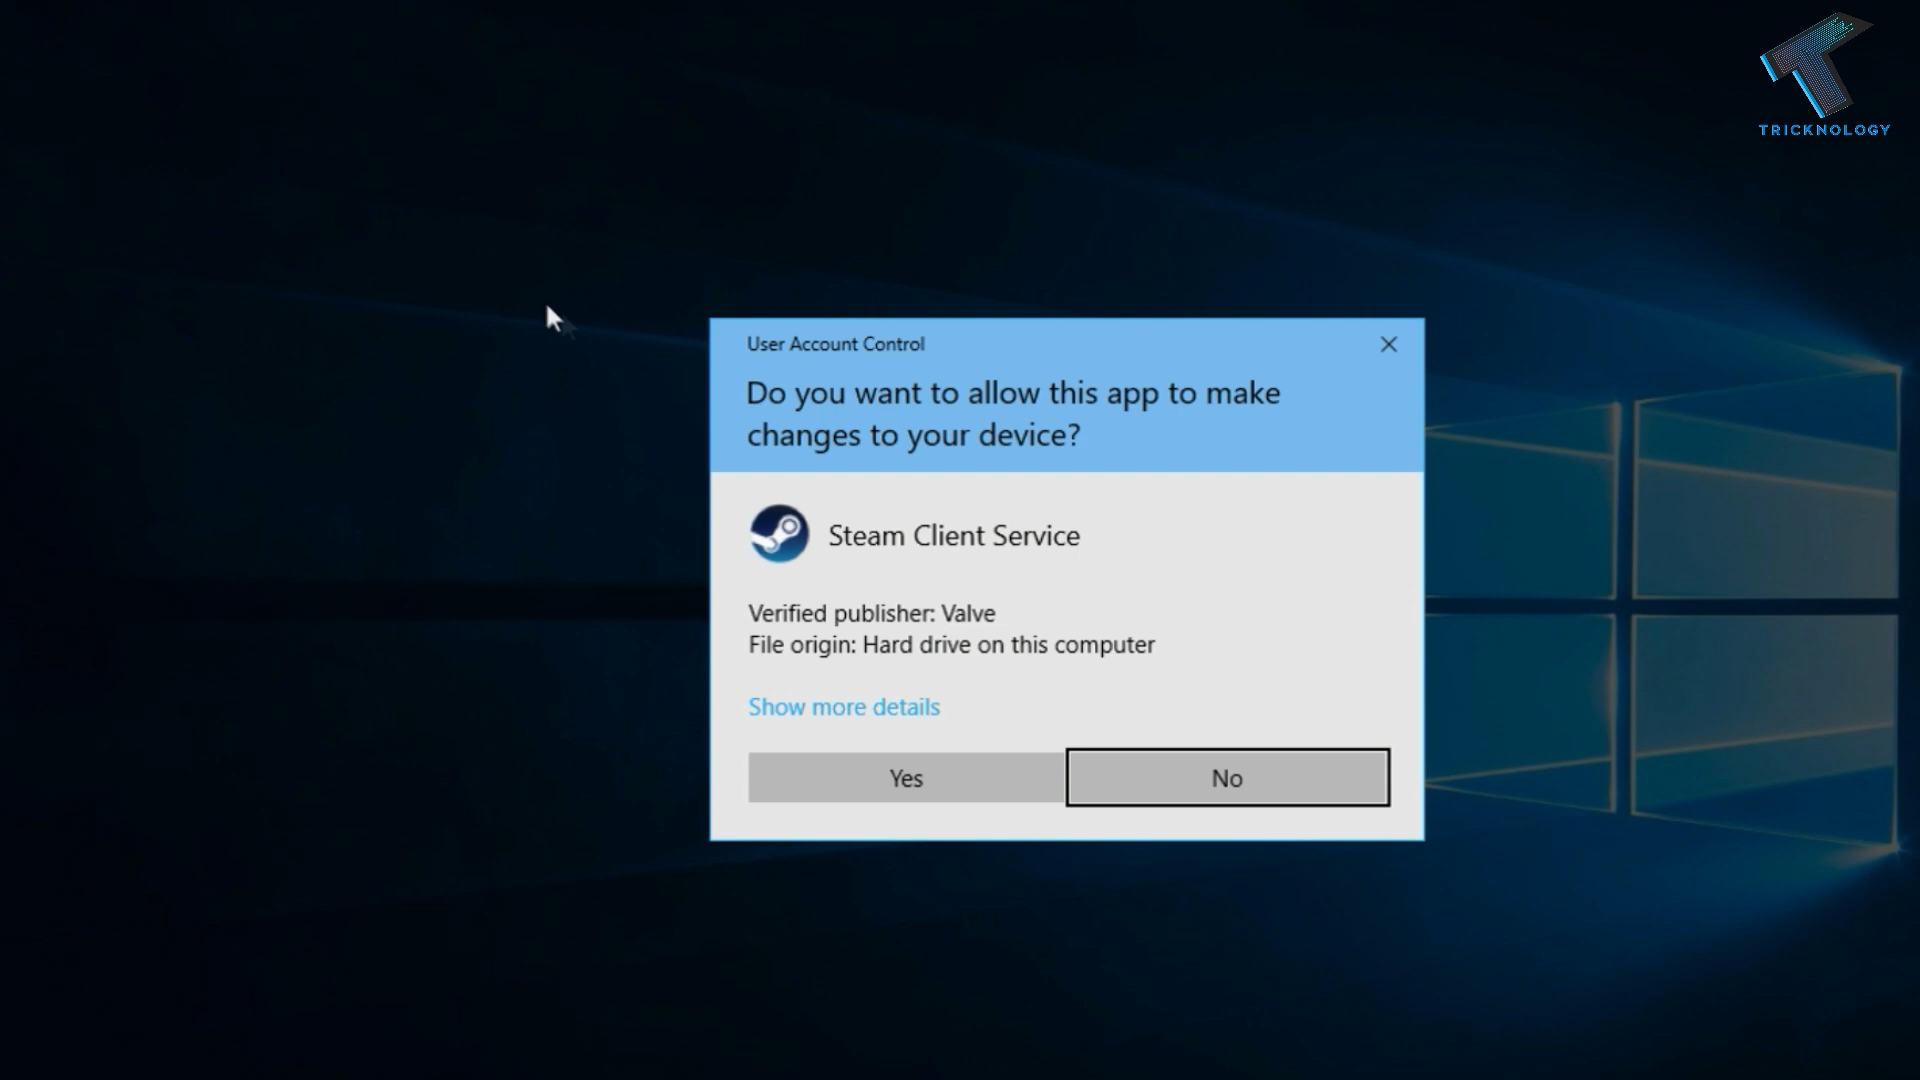 TRICKNOLOGY
User Account Control
Do you want to allow this app to make
changes to your device?
Steam Client Service
Verified publisher: Valve
File origin: Hard drive on this computer
Show more details
Yes
No